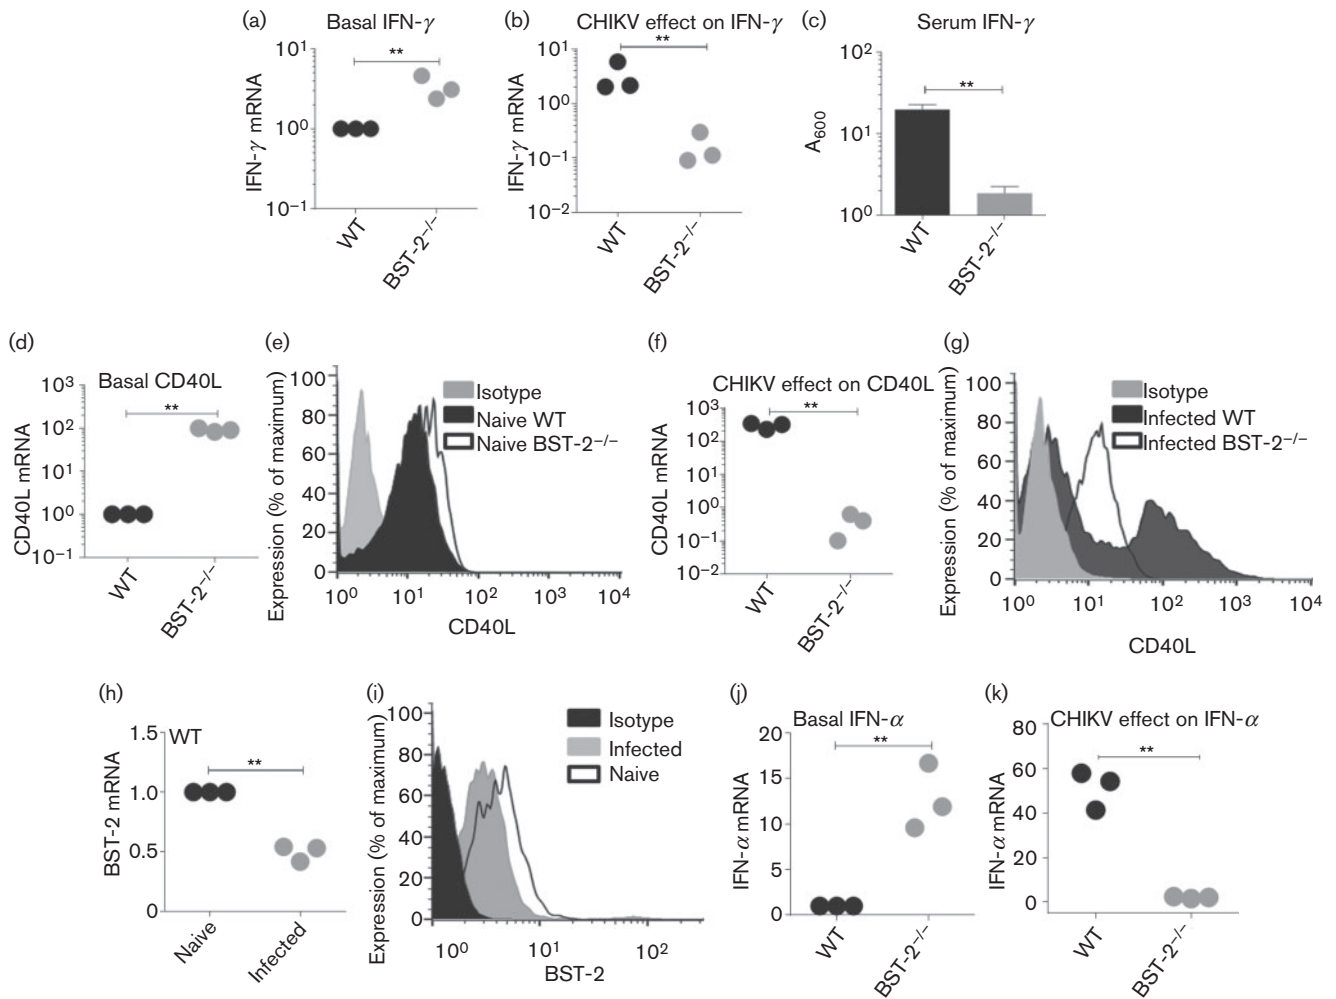 (a)
Basal IFN-γ
**
IFN-γ mRNA
10¹
10⁰
10⁻¹
WT
BST-2⁻/⁻
(b)
CHIKV effect on IFN-γ
**
IFN-γ mRNA
10¹
10⁰
10⁻¹
10⁻²
WT
BST-2⁻/⁻
(c)
Serum IFN-γ
**
A₆₀₀
10²
10¹
10⁰
WT
BST-2⁻/⁻
(d)
Basal CD40L
**
CD40L mRNA
10³
10²
10¹
10⁰
10⁻¹
WT
BST-2⁻/⁻
(e)
Expression (% of maximum)
100
80
60
40
20
0
Isotype
Naive WT
Naive BST-2⁻/⁻
10⁰ 10¹ 10² 10³ 10⁴
CD40L
(f)
CHIKV effect on CD40L
**
CD40L mRNA
10³
10²
10¹
10⁰
10⁻¹
10⁻²
WT
BST-2⁻/⁻
(g)
Expression (% of maximum)
100
80
60
40
20
0
Isotype
Infected WT
Infected BST-2⁻/⁻
10⁰ 10¹ 10² 10³ 10⁴
CD40L
(h)
WT
**
BST-2 mRNA
1.5
1.0
0.5
0
Naive
Infected
(i)
Expression (% of maximum)
100
80
60
40
20
0
Isotype
Infected
Naive
10⁰ 10¹ 10²
BST-2
(j)
Basal IFN-α
**
IFN-α mRNA
20
15
10
5
0
WT
BST-2⁻/⁻
(k)
CHIKV effect on IFN-α
**
IFN-α mRNA
80
60
40
20
0
WT
BST-2⁻/⁻